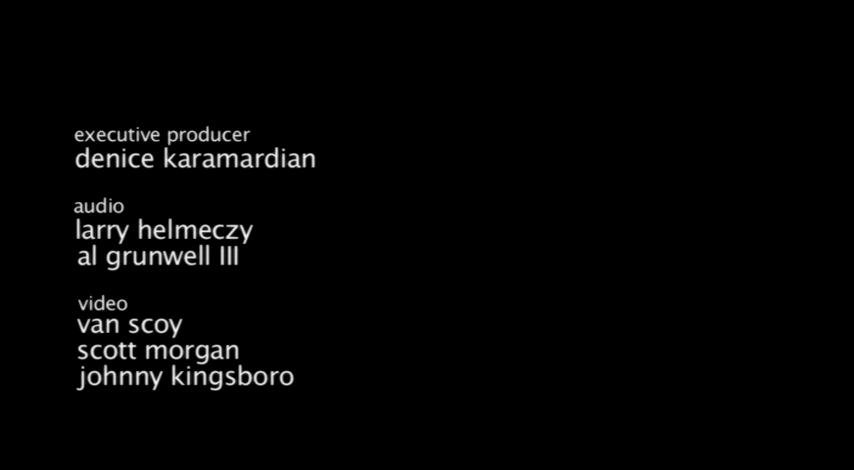 executive producer
denice karamardian
audio
larry helmeczy
al grunwell III
video
van scoy
scott morgan
johnny kingsboro